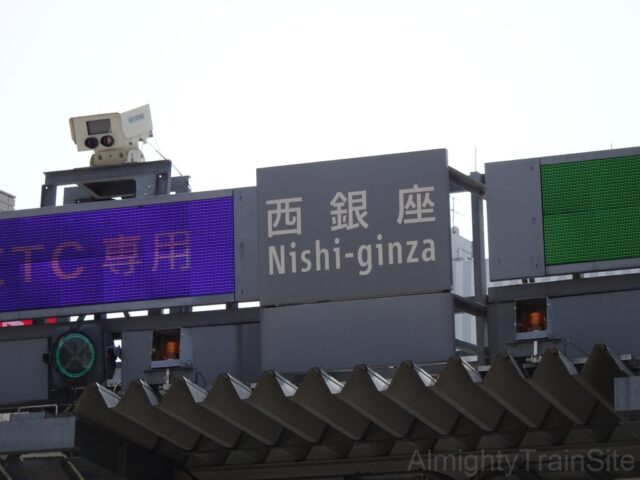 西銀座
Nishi-ginza
ETC専用
AlmightyTrainSite